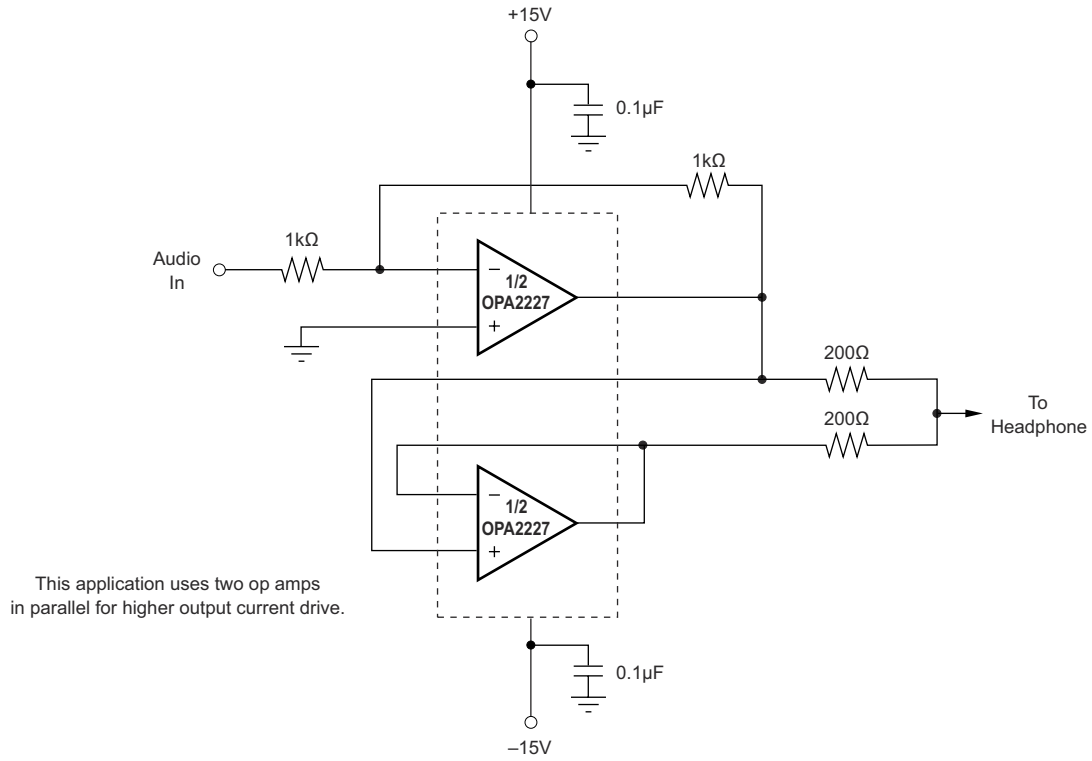 +15V
0.1µF
1kΩ
1kΩ
Audio
In
–
1/2
OPA2227
+
200Ω
To
Headphone
200Ω
–
1/2
OPA2227
+
This application uses two op amps
in parallel for higher output current drive.
0.1µF
–15V